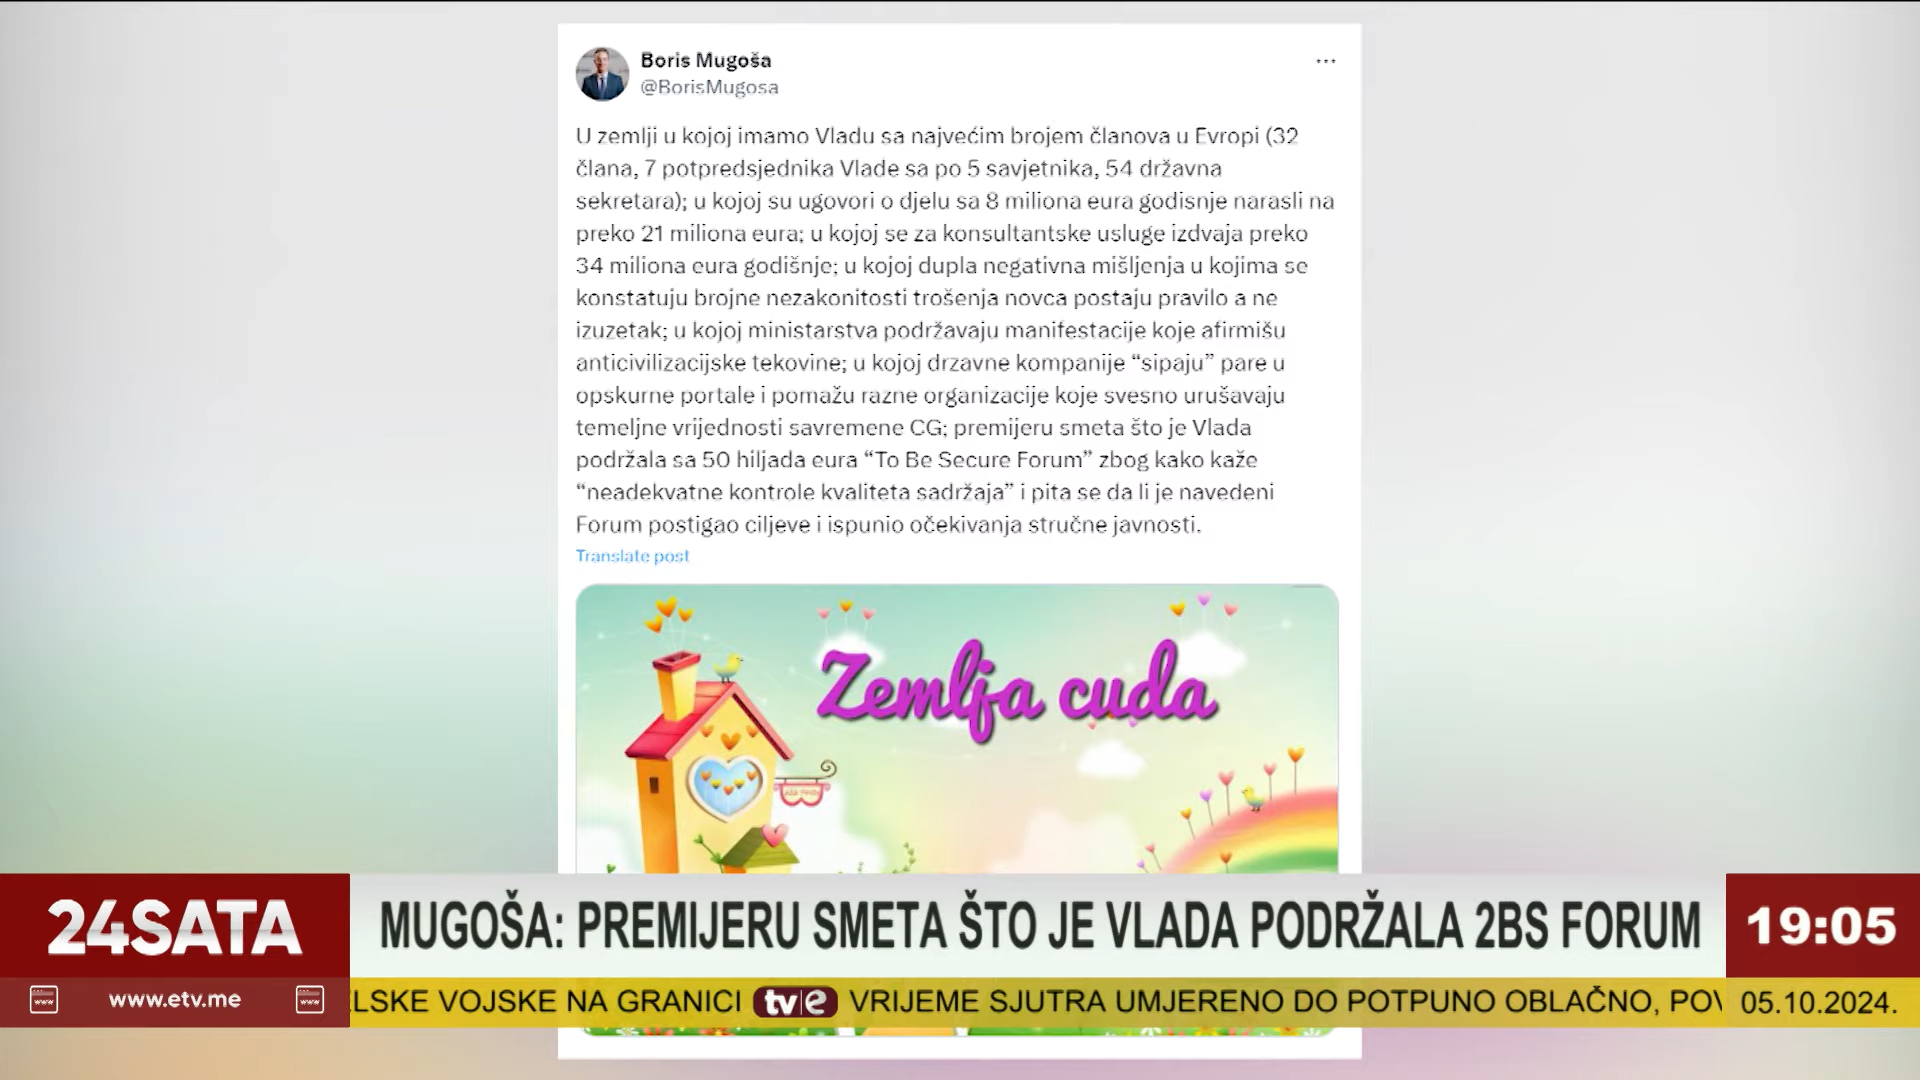 Boris Mugoša
@BorisMugosa
U zemlji u kojoj imamo Vladu sa najvećim brojem članova u Evropi (32
člana, 7 potpredsjednika Vlade sa po 5 savjetnika, 54 državna
sekretara); u kojoj su ugovori o djelu sa 8 miliona eura godisnje narasli na
preko 21 miliona eura; u kojoj se za konsultantske usluge izdvaja preko
34 miliona eura godišnje; u kojoj dupla negativna mišljenja u kojima se
konstatuju brojne nezakonitosti trošenja novca postaju pravilo a ne
izuzetak; u kojoj ministarstva podržavaju manifestacije koje afirmišu
anticivilizacijske tekovine; u kojoj drzavne kompanije “sipaju” pare u
opskurne portale i pomažu razne organizacije koje svesno urušavaju
temeljne vrijednosti savremene CG; premijeru smeta što je Vlada
podržala sa 50 hiljada eura “To Be Secure Forum” zbog kako kaže
“neadekvatne kontrole kvaliteta sadržaja” i pita se da li je navedeni
Forum postigao ciljeve i ispunio očekivanja stručne javnosti.
Translate post
Zemlja cuda
24SATA
MUGOŠA: PREMIJERU SMETA ŠTO JE VLADA PODRŽALA 2BS FORUM
19:05
www.etv.me
ELSKE VOJSKE NA GRANICI tv e VRIJEME SJUTRA UMJERENO DO POTPUNO OBLAČNO, POV
05.10.2024.